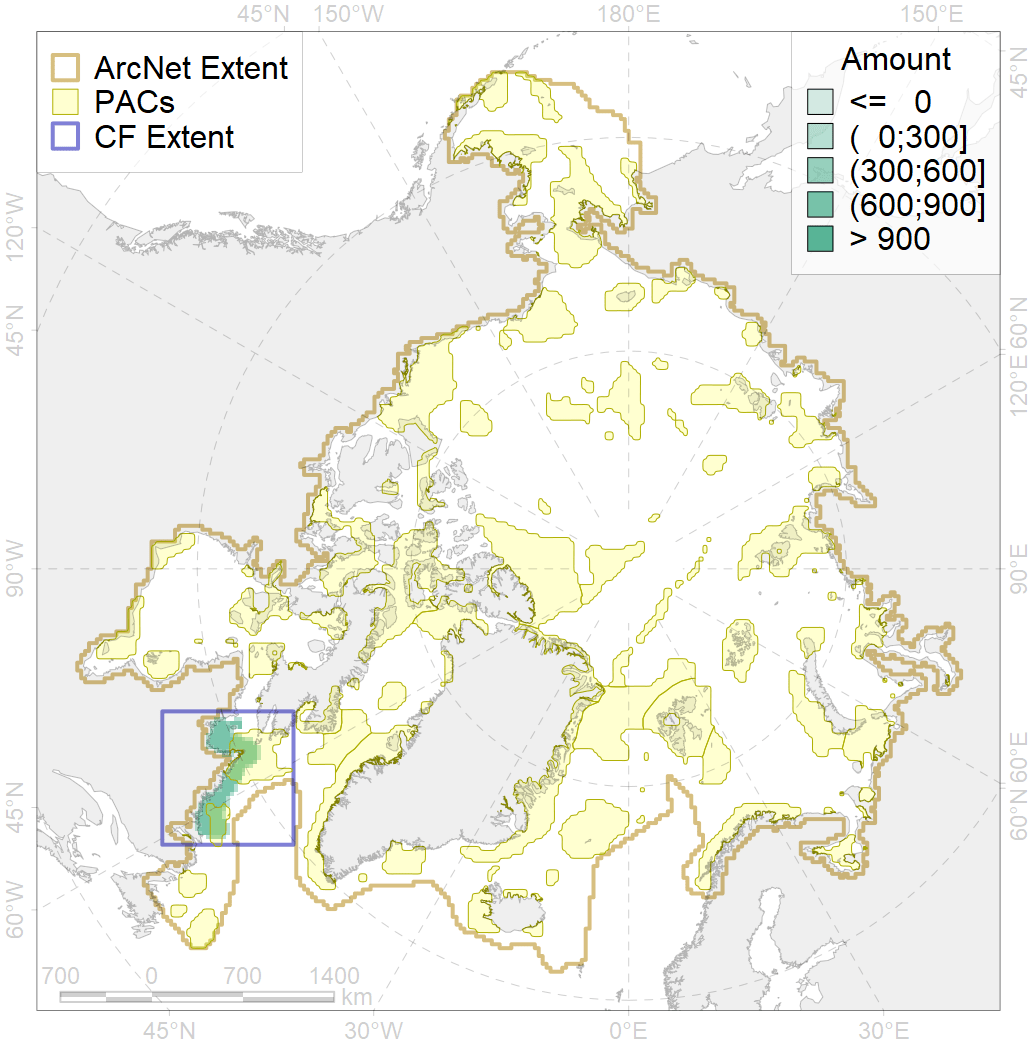 45°N 150°W 180°E 150°E
ArcNet Extent
PACs
CF Extent
Amount
<= 0
( 0;300]
(300;600]
(600;900]
> 900
45°N
120°W
45°N
90°W
45°N
60°W
60°N
120°E
90°E
60°E
60°N
700 0 700 1400
km
45°N 30°W 0°E 30°E